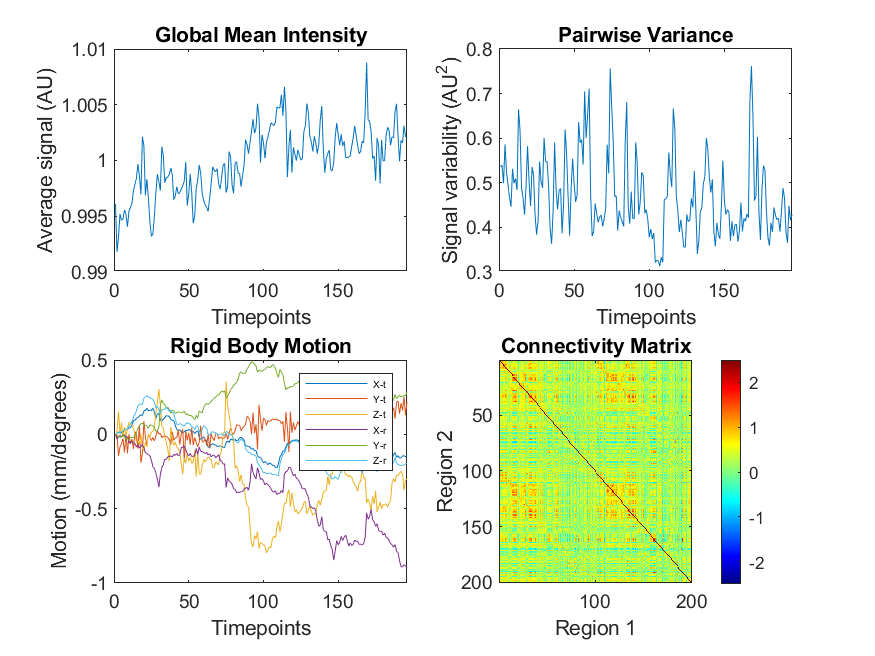 Global Mean Intensity
Average signal (AU)
1.01
1.005
1
0.995
0.99
0 50 100 150
Timepoints
Pairwise Variance
Signal variability (AU²)
0.8
0.7
0.6
0.5
0.4
0.3
0 50 100 150
Timepoints
Rigid Body Motion
Motion (mm/degrees)
0.5
0
-0.5
-1
0 50 100 150
Timepoints
X-t
Y-t
Z-t
X-r
Y-r
Z-r
Connectivity Matrix
Region 2
50
100
150
200
100 200
Region 1
2
1
0
-1
-2